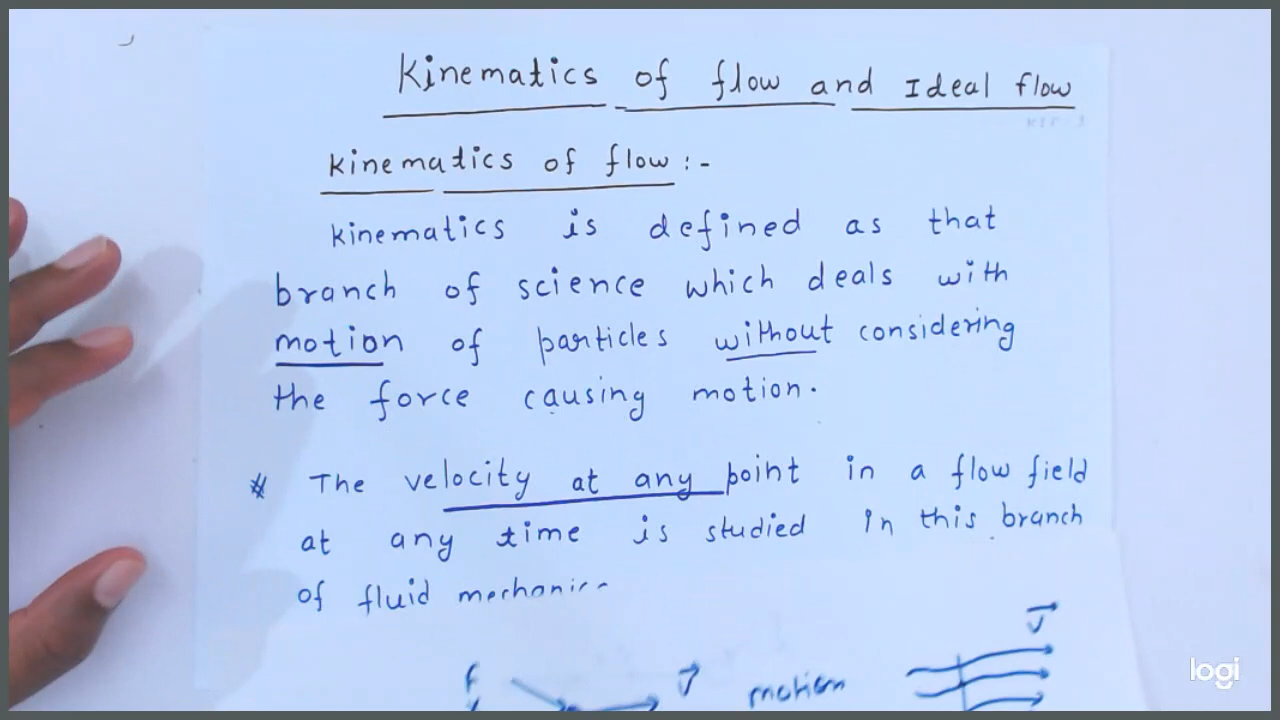 Kinematics of flow and Ideal flow
kinematics of flow :-
kinematics is defined as that
branch of science which deals with
motion of particles without considering
the force causing motion.
* The velocity at any point in a flow field
at any time is studied in this branch
of fluid mechanics
motion
logi